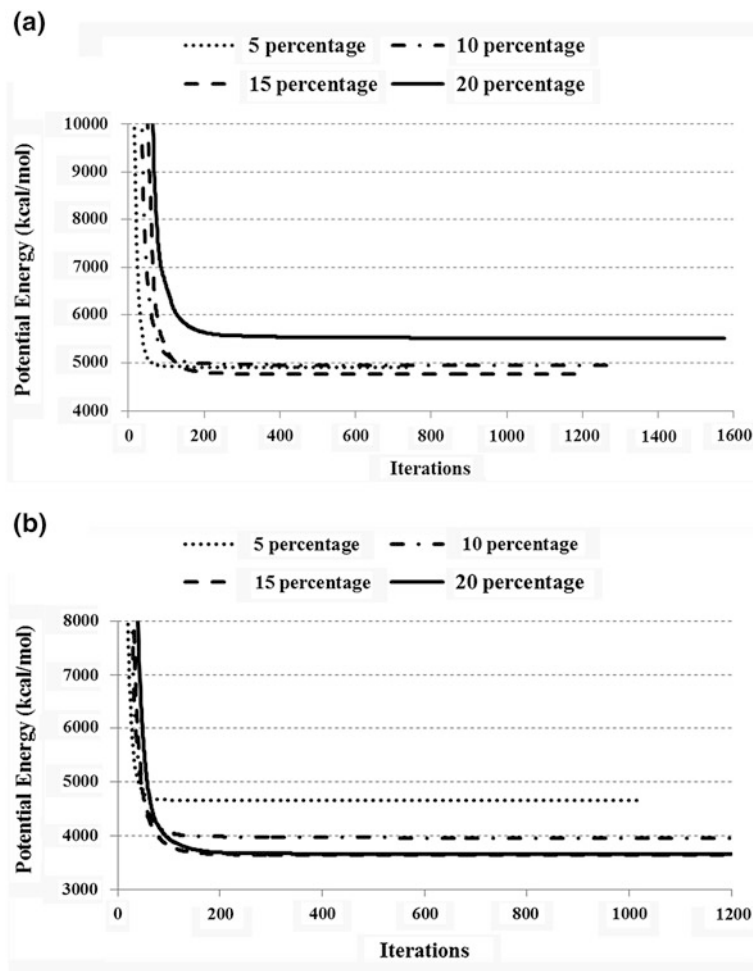 (a)
5 percentage
10 percentage
15 percentage
20 percentage
Potential Energy (kcal/mol)
10000
9000
8000
7000
6000
5000
4000
0 200 400 600 800 1000 1200 1400 1600
Iterations
(b)
5 percentage
10 percentage
15 percentage
20 percentage
Potential Energy (kcal/mol)
8000
7000
6000
5000
4000
3000
0 200 400 600 800 1000 1200
Iterations